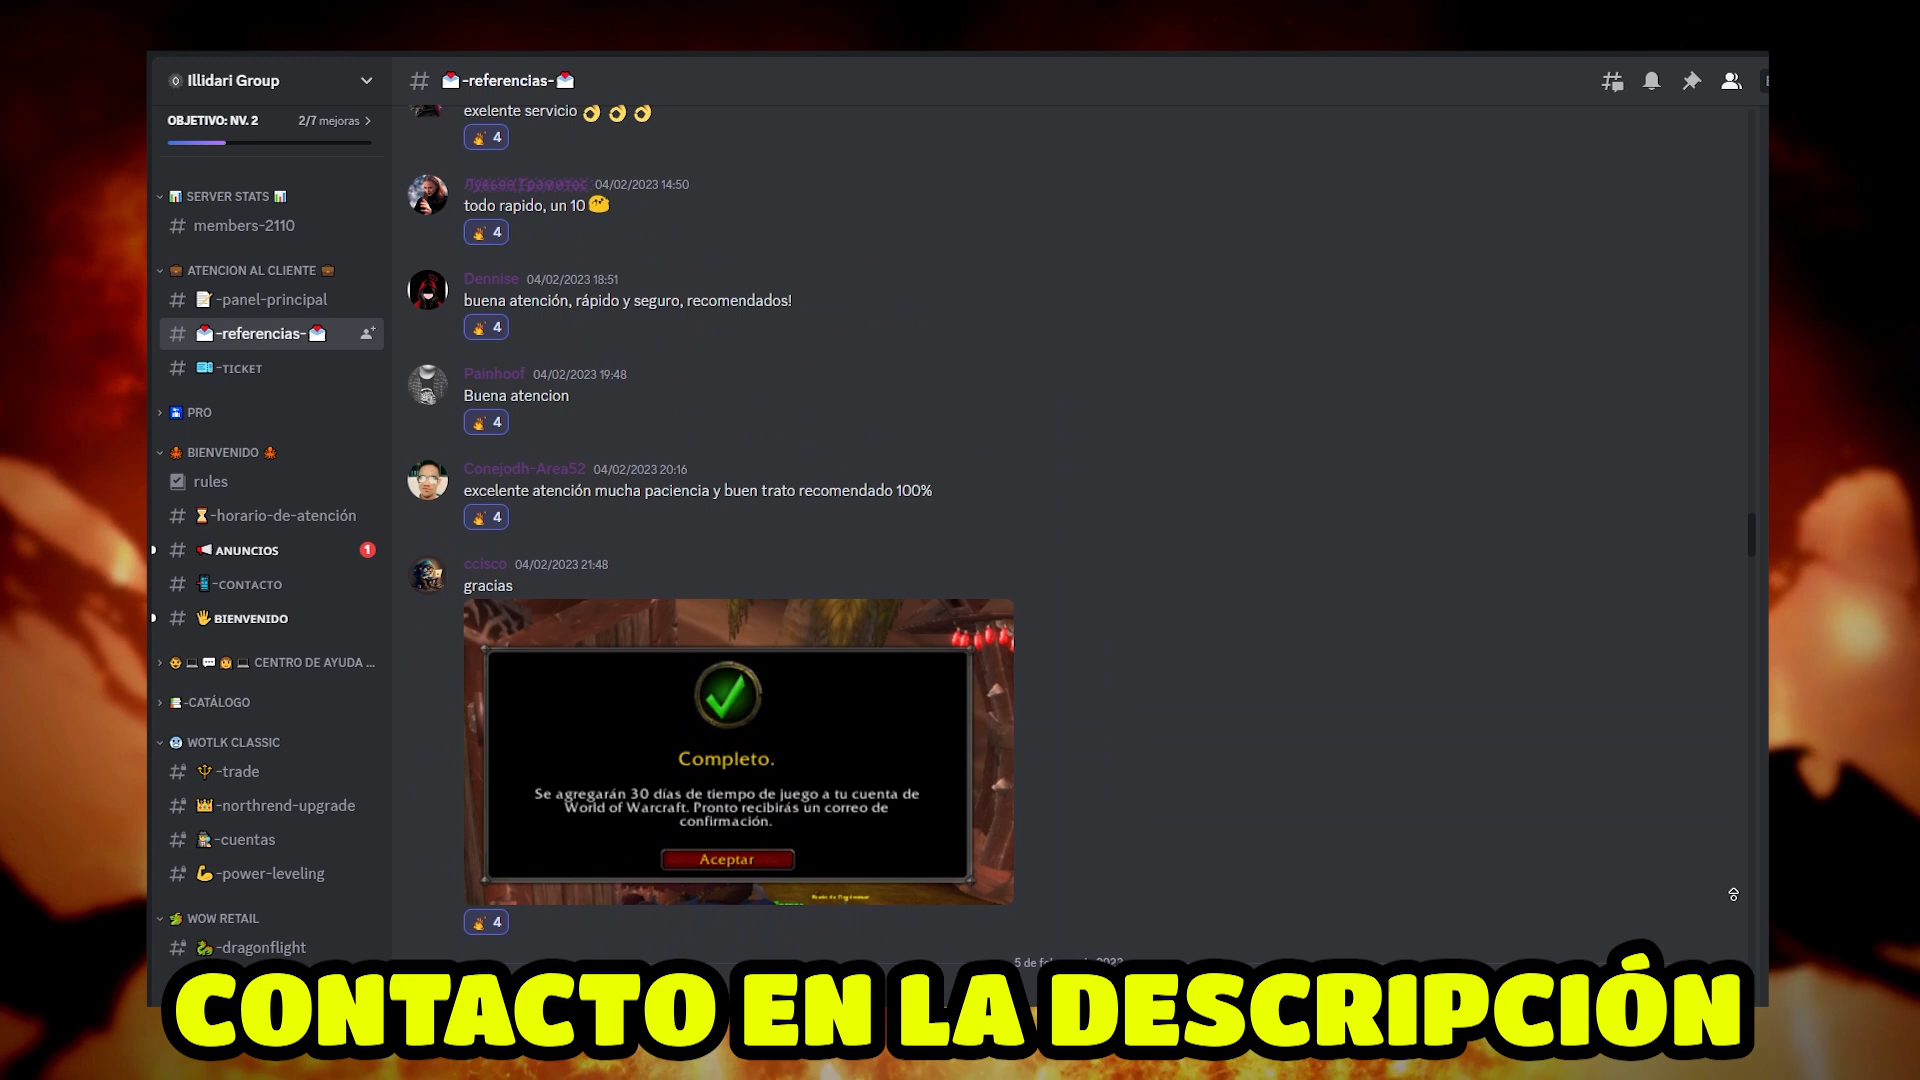 Illidari Group
OBJETIVO: NV. 2
2/7 mejoras
SERVER STATS
members-2110
ATENCION AL CLIENTE
-panel-principal
-referencias-
-TICKET
PRO
BIENVENIDO
rules
-horario-de-atención
ANUNCIOS
1
-CONTACTO
BIENVENIDO
CENTRO DE AYUDA ...
-CATÁLOGO
WOTLK CLASSIC
-trade
-northrend-upgrade
-cuentas
-power-leveling
WOW RETAIL
-dragonflight
-referencias-
exelente servicio
4
04/02/2023 14:50
todo rapido, un 10
4
Dennise 04/02/2023 18:51
buena atención, rápido y seguro, recomendados!
4
Painhoof 04/02/2023 19:48
Buena atencion
4
Conejodh-Area52 04/02/2023 20:16
excelente atención mucha paciencia y buen trato recomendado 100%
4
ccisco 04/02/2023 21:48
gracias
Completo.
Se agregarán 30 días de tiempo de juego a tu cuenta de
World of Warcraft. Pronto recibirás un correo de
confirmación.
Aceptar
4
CONTACTO EN LA DESCRIPCIÓN